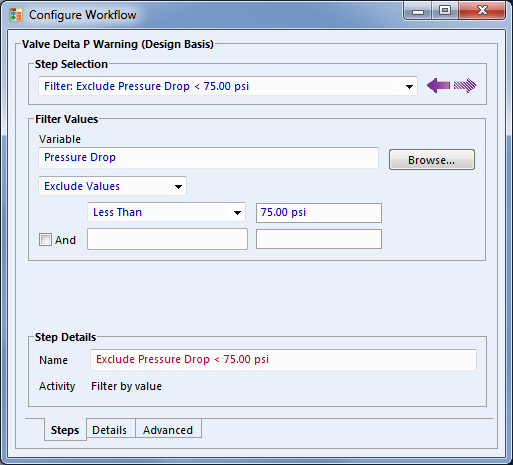 Configure Workflow
Valve Delta P Warning (Design Basis)
Step Selection
Filter: Exclude Pressure Drop < 75.00 psi
Filter Values
Variable
Pressure Drop
Browse...
Exclude Values
Less Than 75.00 psi
And
Step Details
Name Exclude Pressure Drop < 75.00 psi
Activity Filter by value
Steps Details Advanced